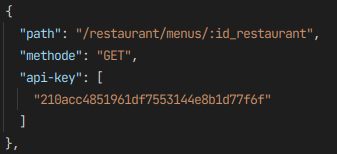 {
"path": "/restaurant/menus/:id_restaurant",
"methode": "GET",
"api-key": [
"210acc4851961df7553144e8b1d77f6f"
]
},